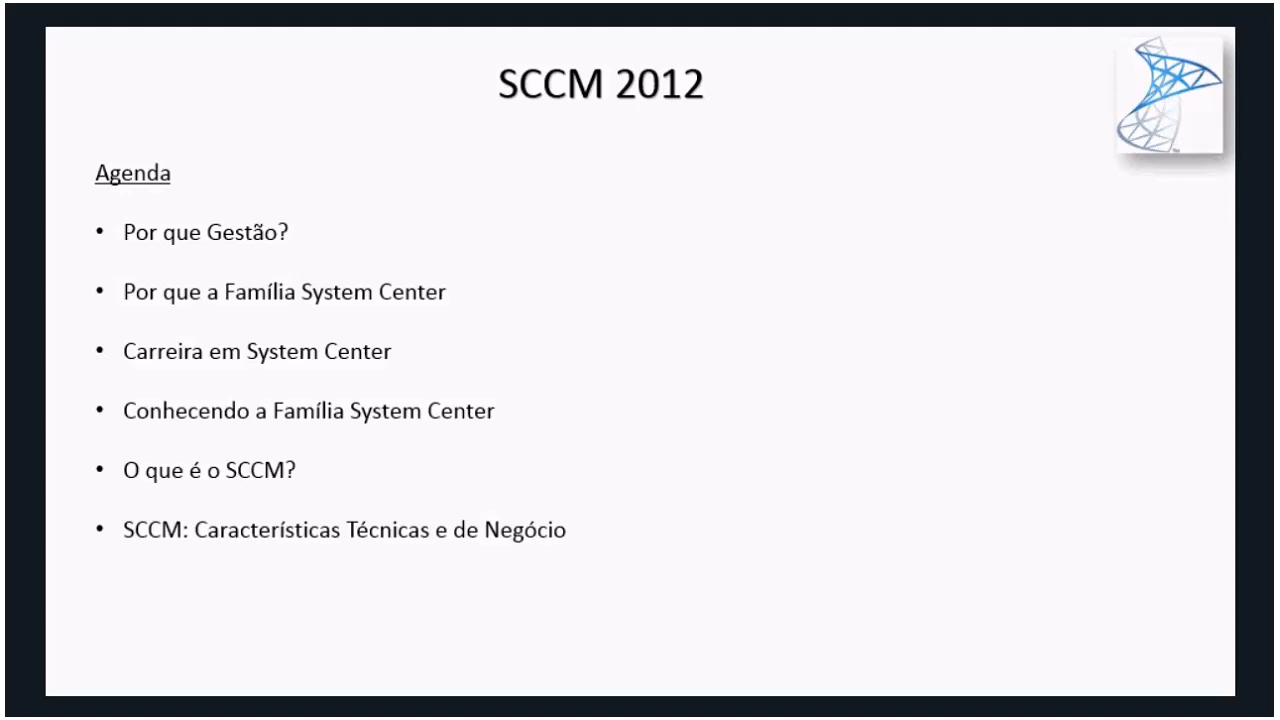 SCCM 2012
Agenda
• Por que Gestão?
• Por que a Família System Center
• Carreira em System Center
• Conhecendo a Família System Center
• O que é o SCCM?
• SCCM: Características Técnicas e de Negócio